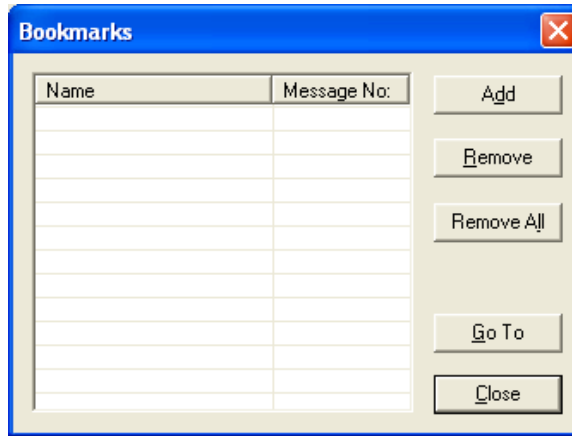 Bookmarks
Name Message No:
Add
Remove
Remove All
Go To
Close